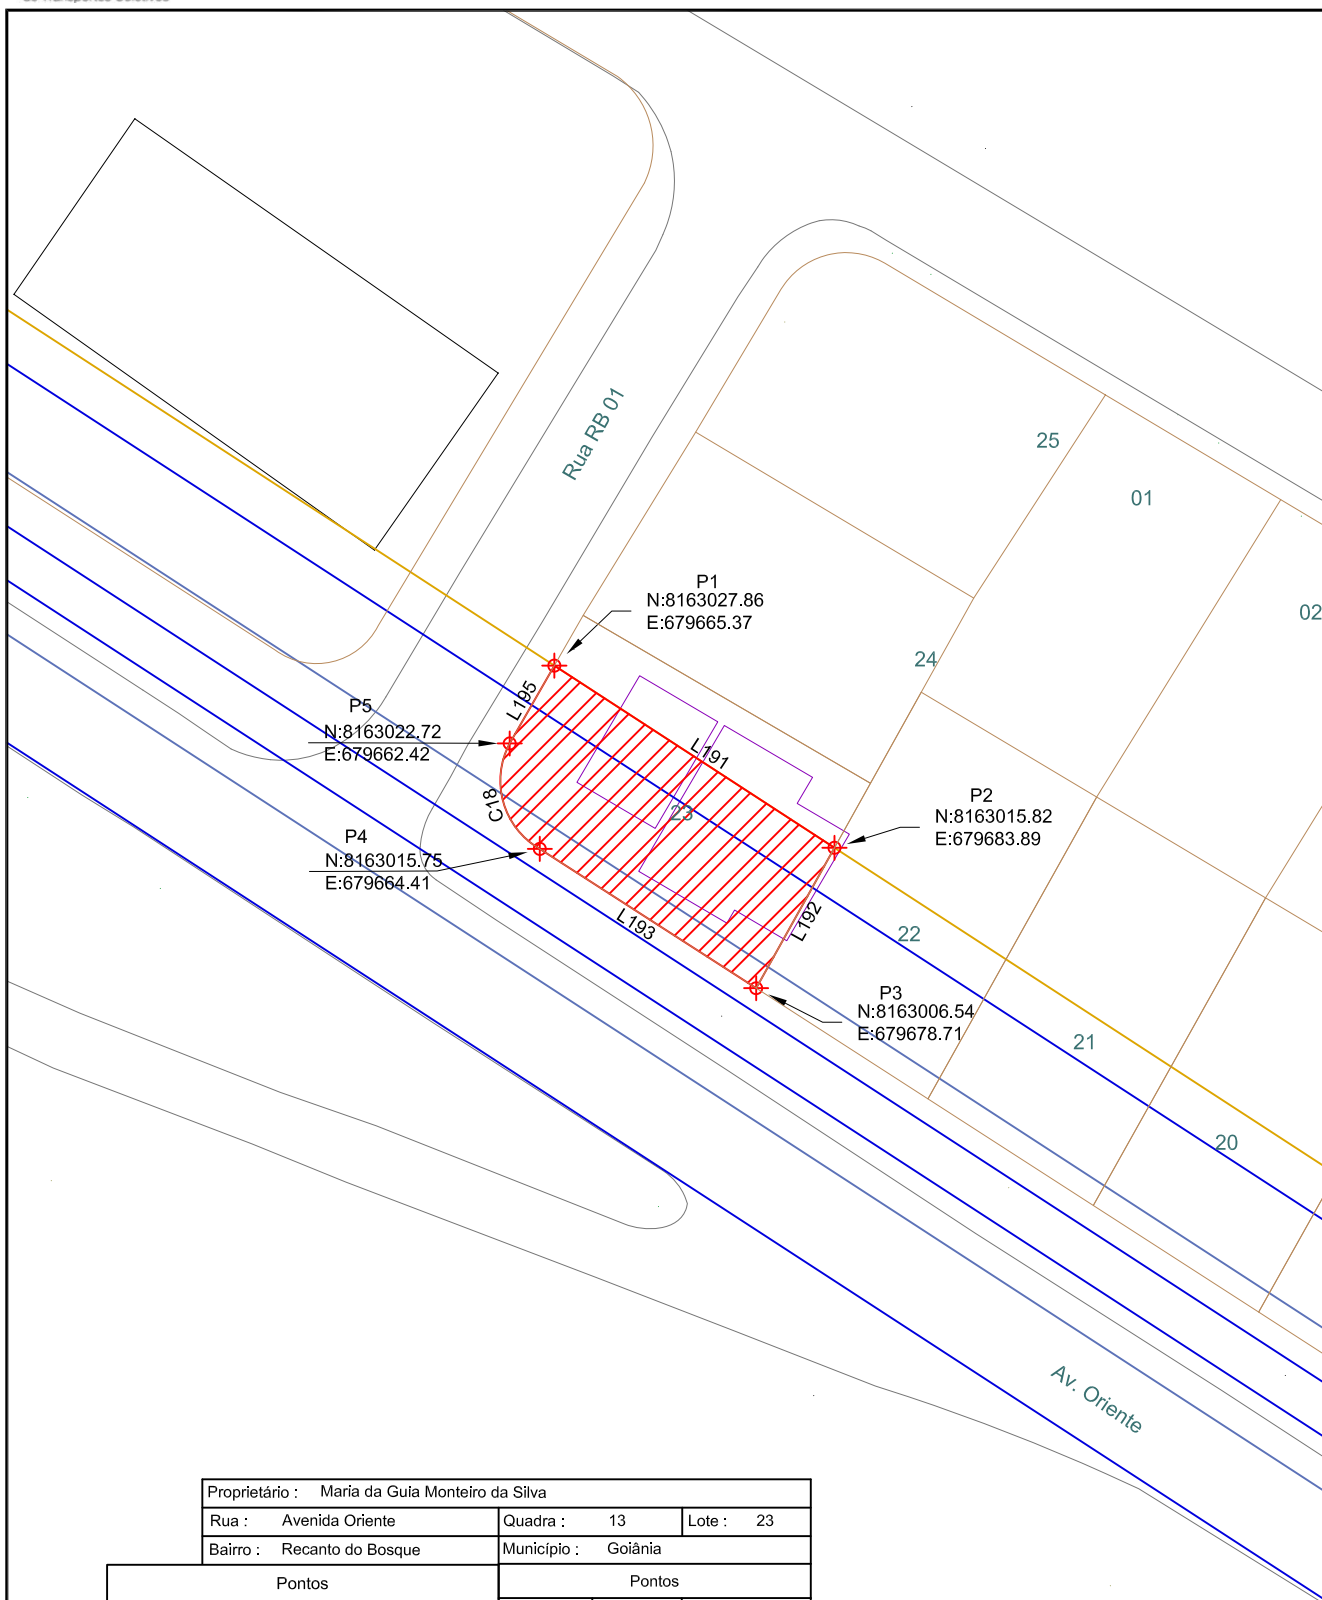 Rua RB 01
25
01
02
P1
N:8163027.86
E:679665.37
24
L195
P5
N:8163022.72
E:679662.42
L191
C18
23
P2
N:8163015.82
E:679683.89
P4
N:8163015.75
E:679664.41
L193
L192
22
P3
N:8163006.54
E:679678.71
21
20
Av. Oriente
Proprietário : Maria da Guia Monteiro da Silva
Rua : Avenida Oriente Quadra : 13 Lote : 23
Bairro : Recanto do Bosque Município : Goiânia
Pontos Pontos